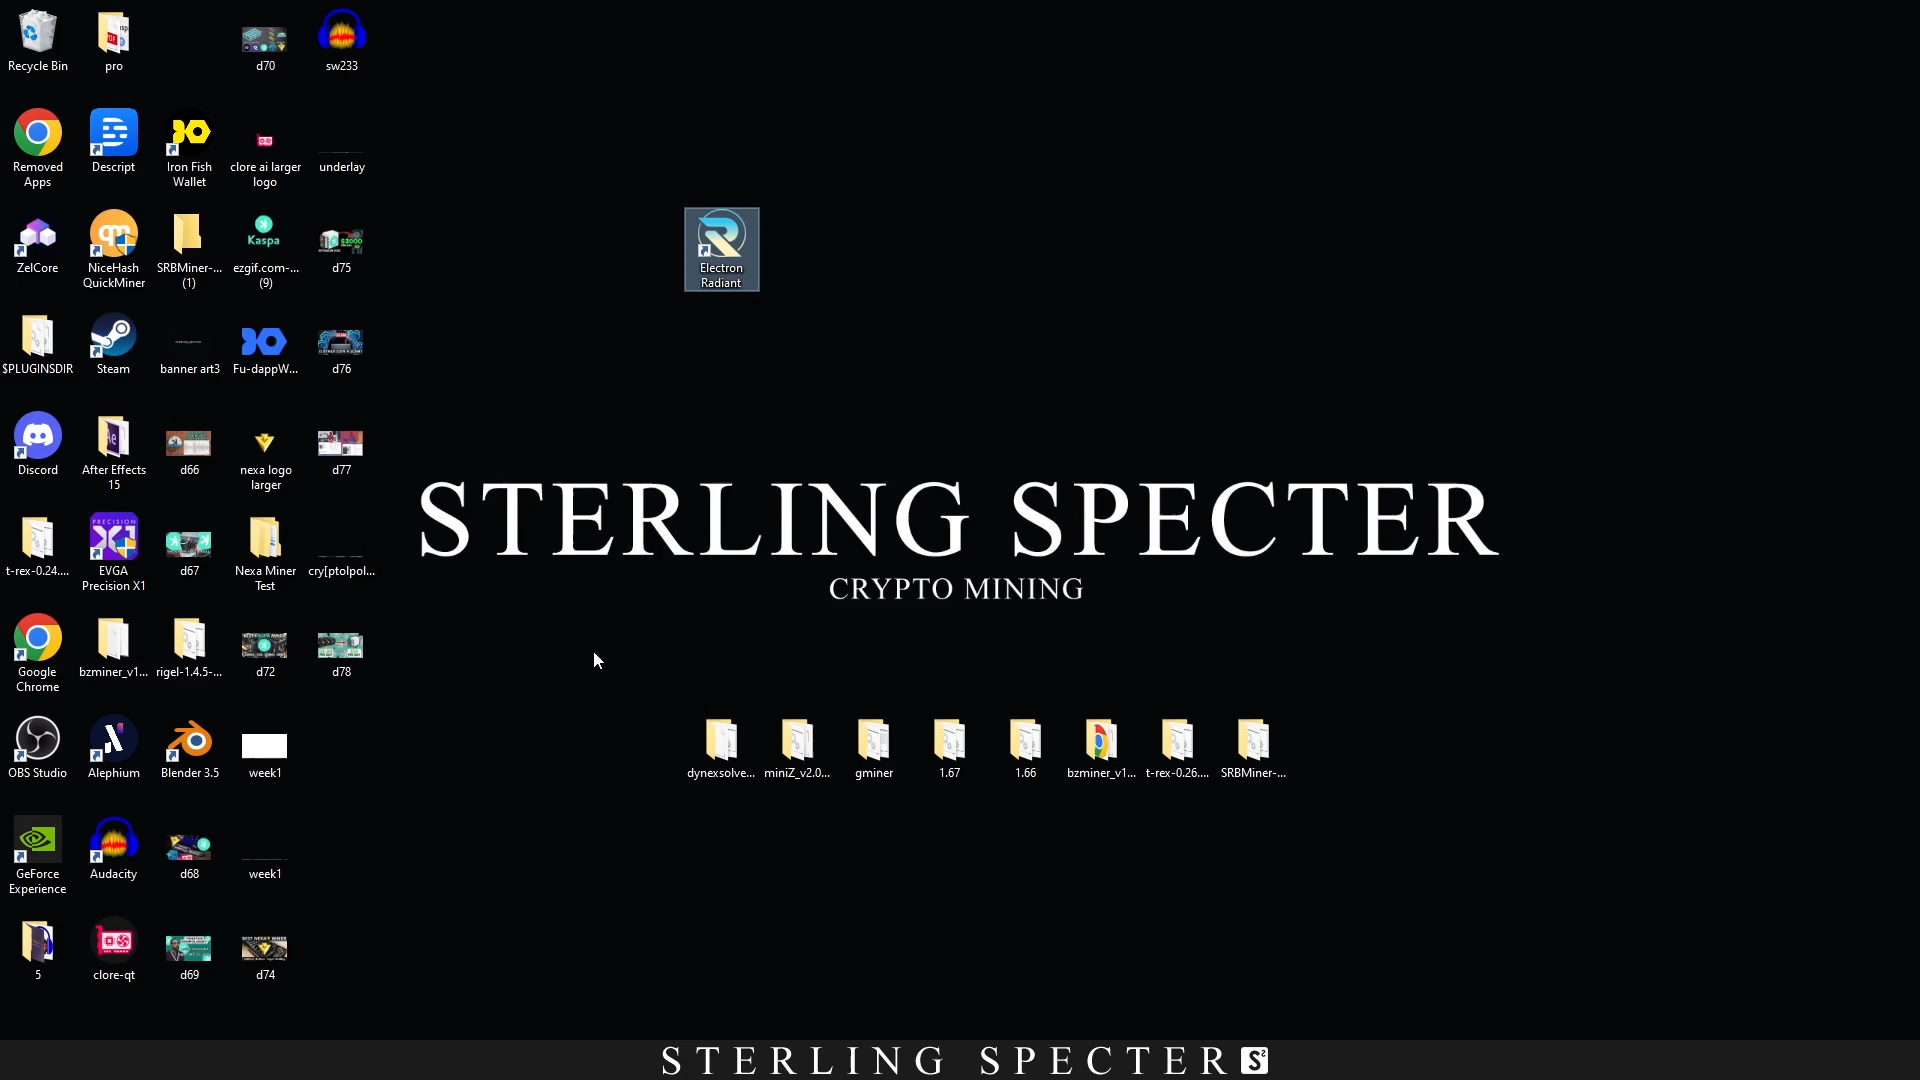 Recycle Bin
pro
d70
sw233
Removed
Apps
Descript
Iron Fish
Wallet
clore ai larger
logo
underlay
ZelCore
NiceHash
QuickMiner
SRBMiner-...
(1)
Kaspa
ezgif.com-...
(9)
$3000
d75
Electron
Radiant
$PLUGINSDIR
Steam
banner art3
Fu-dappW...
d76
Discord
After Effects
15
d66
nexa logo
larger
d77
STERLING SPECTER
CRYPTO MINING
t-rex-0.24....
PRECISION
X1
EVGA
Precision X1
d67
Nexa Miner
Test
cry[ptolpol...
Google
Chrome
bzminer_v1...
rigel-1.4.5-...
d72
d78
OBS Studio
Alephium
Blender 3.5
week1
dynexsolve...
miniZ_v2.0...
gminer
1.67
1.66
bzminer_v1...
t-rex-0.26....
SRBMiner-...
GeForce
Experience
Audacity
d68
week1
5
clore-qt
d69
d74
STERLING SPECTER